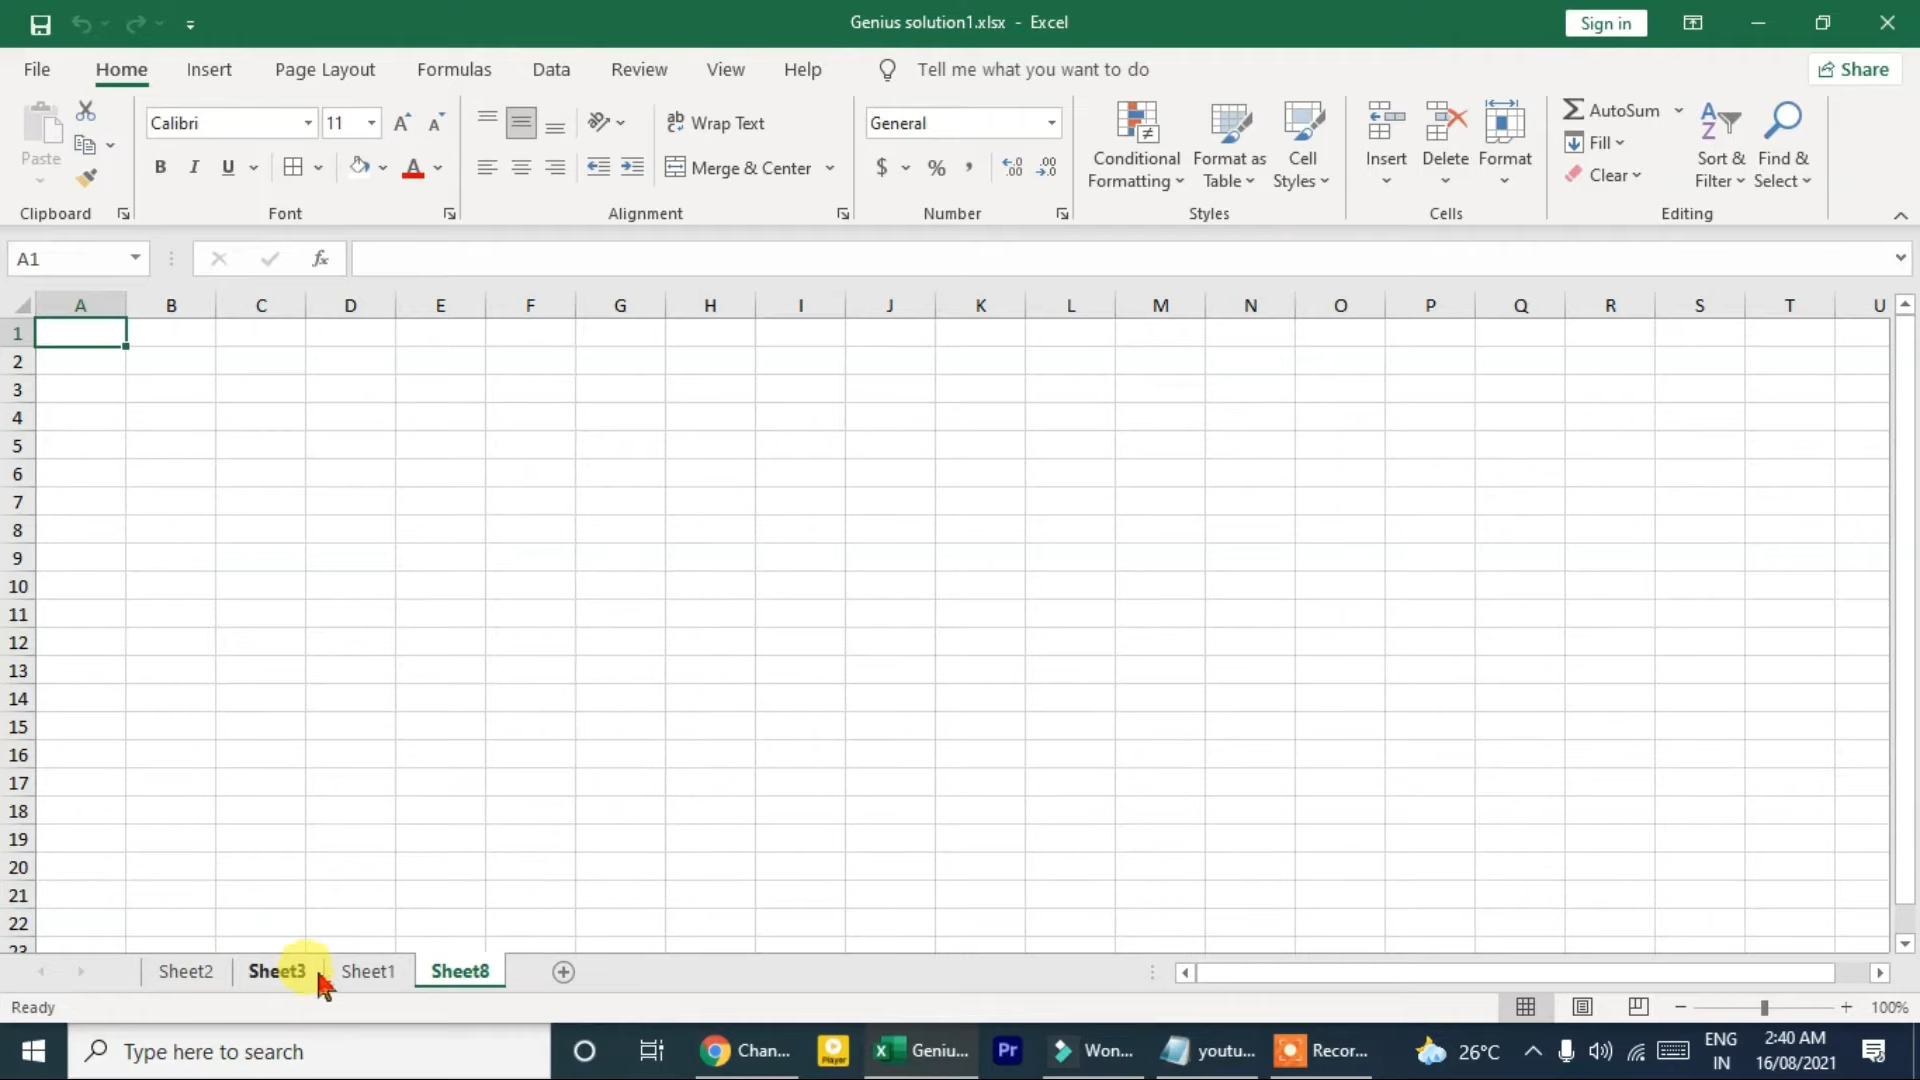 Genius solution1.xlsx - Excel
Sign in
File Home Insert Page Layout Formulas Data Review View Help Tell me what you want to do Share
Paste
Clipboard
Calibri 11
B I U
Font
Wrap Text
Merge & Center
Alignment
General
$ % ,
Number
Conditional Formatting
Format as Table
Cell Styles
Styles
Insert
Delete
Format
Cells
AutoSum
Fill
Clear
Sort & Filter
Find & Select
Editing
A1
fx
A B C D E F G H I J K L M N O P Q R S T U
1
2
3
4
5
6
7
8
9
10
11
12
13
14
15
16
17
18
19
20
21
22
23
Sheet2 Sheet3 Sheet1 Sheet8
Ready
100%
Type here to search
Chan...
Player
Geniu...
Pr
Won...
youtu...
Recor...
26°C
ENG
IN
2:40 AM
16/08/2021